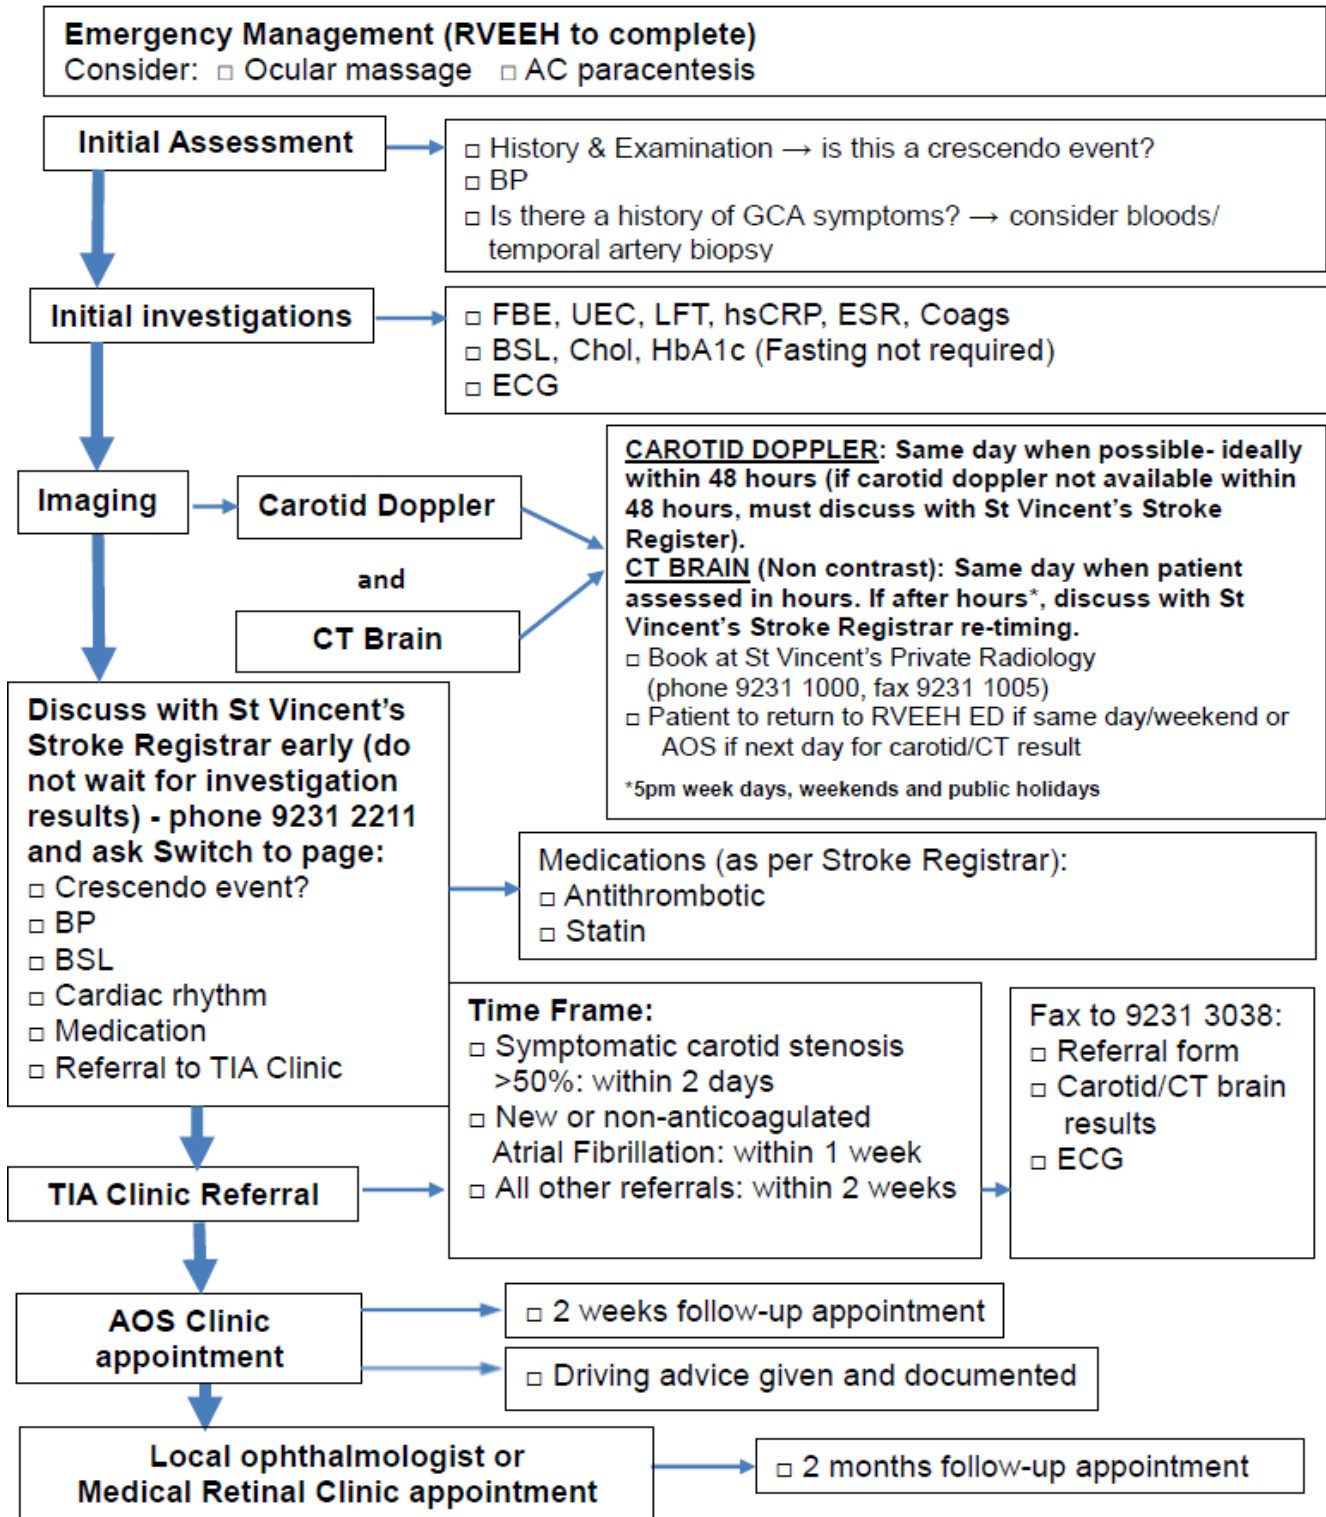 Emergency Management (RVEEH to complete)
Consider: □ Ocular massage □ AC paracentesis
Initial Assessment
□ History & Examination → is this a crescendo event?
□ BP
□ Is there a history of GCA symptoms? → consider bloods/
temporal artery biopsy
Initial investigations
□ FBE, UEC, LFT, hsCRP, ESR, Coags
□ BSL, Chol, HbA1c (Fasting not required)
□ ECG
Imaging
Carotid Doppler
and
CT Brain
CAROTID DOPPLER: Same day when possible- ideally
within 48 hours (if carotid doppler not available within
48 hours, must discuss with St Vincent's Stroke
Register).
CT BRAIN (Non contrast): Same day when patient
assessed in hours. If after hours*, discuss with St
Vincent's Stroke Registrar re-timing.
□ Book at St Vincent's Private Radiology
(phone 9231 1000, fax 9231 1005)
□ Patient to return to RVEEH ED if same day/weekend or
AOS if next day for carotid/CT result
*5pm week days, weekends and public holidays
Discuss with St Vincent's
Stroke Registrar early (do
not wait for investigation
results) - phone 9231 2211
and ask Switch to page:
□ Crescendo event?
□ BP
□ BSL
□ Cardiac rhythm
□ Medication
□ Referral to TIA Clinic
Medications (as per Stroke Registrar):
□ Antithrombotic
□ Statin
TIA Clinic Referral
Time Frame:
□ Symptomatic carotid stenosis
>50%: within 2 days
□ New or non-anticoagulated
Atrial Fibrillation: within 1 week
□ All other referrals: within 2 weeks
Fax to 9231 3038:
□ Referral form
□ Carotid/CT brain
results
□ ECG
AOS Clinic
appointment
□ 2 weeks follow-up appointment
□ Driving advice given and documented
Local ophthalmologist or
Medical Retinal Clinic appointment
□ 2 months follow-up appointment